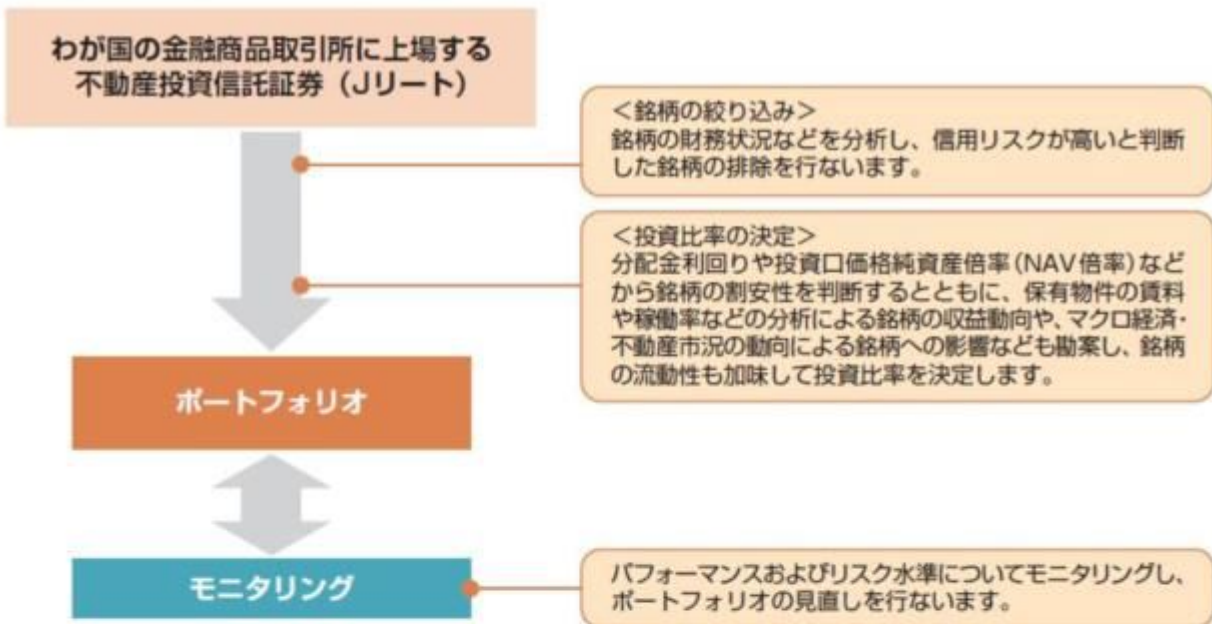 わが国の金融商品取引所に上場する
不動産投資信託証券（Jリート）
＜銘柄の絞り込み＞
銘柄の財務状況などを分析し、信用リスクが高いと判断
した銘柄の排除を行ないます。
＜投資比率の決定＞
分配金利回りや投資口価格純資産倍率（NAV倍率）など
から銘柄の割安性を判断するとともに、保有物件の賃料
や稼働率などの分析による銘柄の収益動向や、マクロ経済・
不動産市況の動向による銘柄への影響なども勘案し、銘柄
の流動性も加味して投資比率を決定します。
ポートフォリオ
モニタリング
パフォーマンスおよびリスク水準についてモニタリングし、
ポートフォリオの見直しを行ないます。